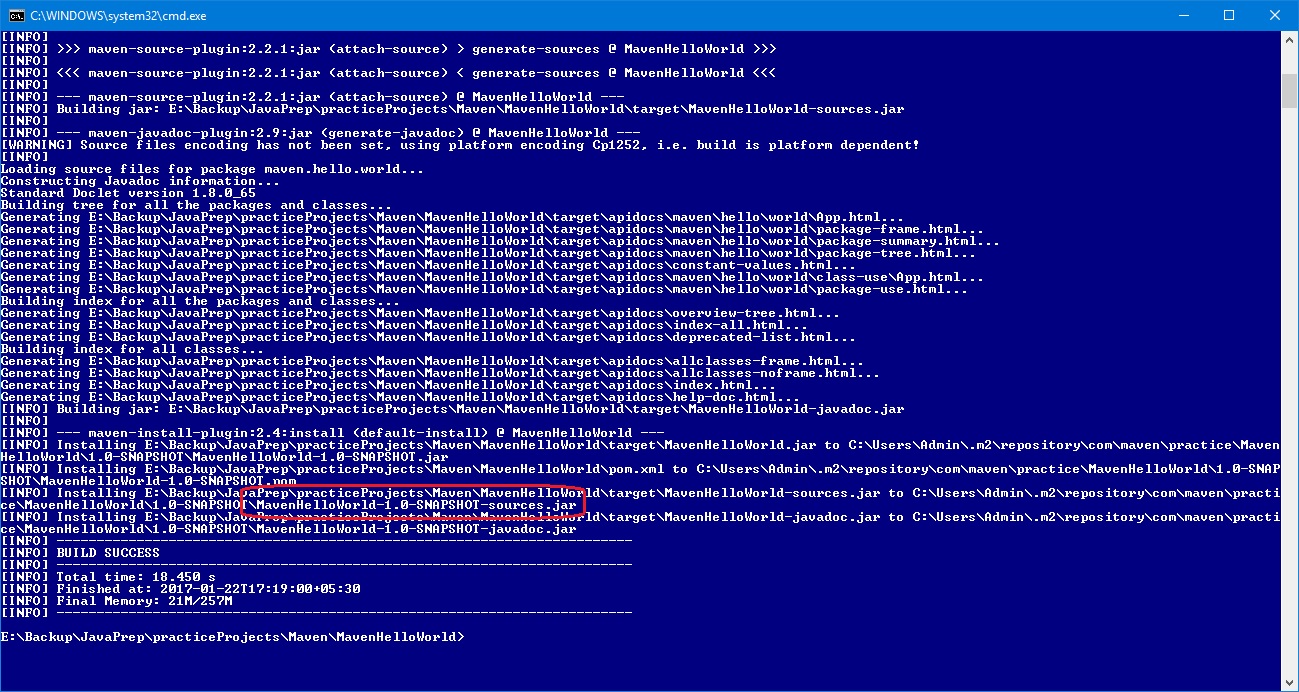 C:\WINDOWS\system32\cmd.exe
[INFO]
[INFO] >>> maven-source-plugin:2.2.1:jar (attach-source) > generate-sources @ MavenHelloWorld >>>
[INFO]
[INFO] <<< maven-source-plugin:2.2.1:jar (attach-source) < generate-sources @ MavenHelloWorld <<<
[INFO]
[INFO] --- maven-source-plugin:2.2.1:jar (attach-source) @ MavenHelloWorld ---
[INFO] Building jar: E:\Backup\JavaPrep\practiceProjects\Maven\MavenHelloWorld\target\MavenHelloWorld-sources.jar
[INFO]
[INFO] --- maven-javadoc-plugin:2.9:jar (generate-javadoc) @ MavenHelloWorld ---
[WARNING] Source files encoding has not been set, using platform encoding Cp1252, i.e. build is platform dependent!
[INFO]
Loading source files for package maven.hello.world...
Constructing Javadoc information...
Standard Doclet version 1.8.0_65
Building tree for all the packages and classes...
Generating E:\Backup\JavaPrep\practiceProjects\Maven\MavenHelloWorld\target\apidocs\maven\hello\world\App.html...
Generating E:\Backup\JavaPrep\practiceProjects\Maven\MavenHelloWorld\target\apidocs\maven\hello\world\package-frame.html...
Generating E:\Backup\JavaPrep\practiceProjects\Maven\MavenHelloWorld\target\apidocs\maven\hello\world\package-summary.html...
Generating E:\Backup\JavaPrep\practiceProjects\Maven\MavenHelloWorld\target\apidocs\maven\hello\world\package-tree.html...
Generating E:\Backup\JavaPrep\practiceProjects\Maven\MavenHelloWorld\target\apidocs\constant-values.html...
Generating E:\Backup\JavaPrep\practiceProjects\Maven\MavenHelloWorld\target\apidocs\maven\hello\world\class-use\App.html...
Generating E:\Backup\JavaPrep\practiceProjects\Maven\MavenHelloWorld\target\apidocs\maven\hello\world\package-use.html...
Building index for all the packages and classes...
Generating E:\Backup\JavaPrep\practiceProjects\Maven\MavenHelloWorld\target\apidocs\overview-tree.html...
Generating E:\Backup\JavaPrep\practiceProjects\Maven\MavenHelloWorld\target\apidocs\index-all.html...
Generating E:\Backup\JavaPrep\practiceProjects\Maven\MavenHelloWorld\target\apidocs\deprecated-list.html...
Building index for all classes...
Generating E:\Backup\JavaPrep\practiceProjects\Maven\MavenHelloWorld\target\apidocs\allclasses-frame.html...
Generating E:\Backup\JavaPrep\practiceProjects\Maven\MavenHelloWorld\target\apidocs\allclasses-noframe.html...
Generating E:\Backup\JavaPrep\practiceProjects\Maven\MavenHelloWorld\target\apidocs\index.html...
Generating E:\Backup\JavaPrep\practiceProjects\Maven\MavenHelloWorld\target\apidocs\help-doc.html...
[INFO] Building jar: E:\Backup\JavaPrep\practiceProjects\Maven\MavenHelloWorld\target\MavenHelloWorld-javadoc.jar
[INFO]
[INFO] --- maven-install-plugin:2.4:install (default-install) @ MavenHelloWorld ---
[INFO] Installing E:\Backup\JavaPrep\practiceProjects\Maven\MavenHelloWorld\target\MavenHelloWorld.jar to C:\Users\Admin\.m2\repository\com\maven\practice\Maven
HelloWorld\1.0-SNAPSHOT\MavenHelloWorld-1.0-SNAPSHOT.jar
[INFO] Installing E:\Backup\JavaPrep\practiceProjects\Maven\MavenHelloWorld\pom.xml to C:\Users\Admin\.m2\repository\com\maven\practice\MavenHelloWorld\1.0-SNAP
SHOT\MavenHelloWorld-1.0-SNAPSHOT.pom
[INFO] Installing E:\Backup\JavaPrep\practiceProjects\Maven\MavenHelloWorld\target\MavenHelloWorld-sources.jar to C:\Users\Admin\.m2\repository\com\maven\practi
ce\MavenHelloWorld\1.0-SNAPSHOT\MavenHelloWorld-1.0-SNAPSHOT-sources.jar
[INFO] Installing E:\Backup\JavaPrep\practiceProjects\Maven\MavenHelloWorld\target\MavenHelloWorld-javadoc.jar to C:\Users\Admin\.m2\repository\com\maven\practi
ce\MavenHelloWorld\1.0-SNAPSHOT\MavenHelloWorld-1.0-SNAPSHOT-javadoc.jar
[INFO] ------------------------------------------------------------------------
[INFO] BUILD SUCCESS
[INFO] ------------------------------------------------------------------------
[INFO] Total time: 18.450 s
[INFO] Finished at: 2017-01-22T17:19:00+05:30
[INFO] Final Memory: 21M/257M
[INFO] ------------------------------------------------------------------------
E:\Backup\JavaPrep\practiceProjects\Maven\MavenHelloWorld>